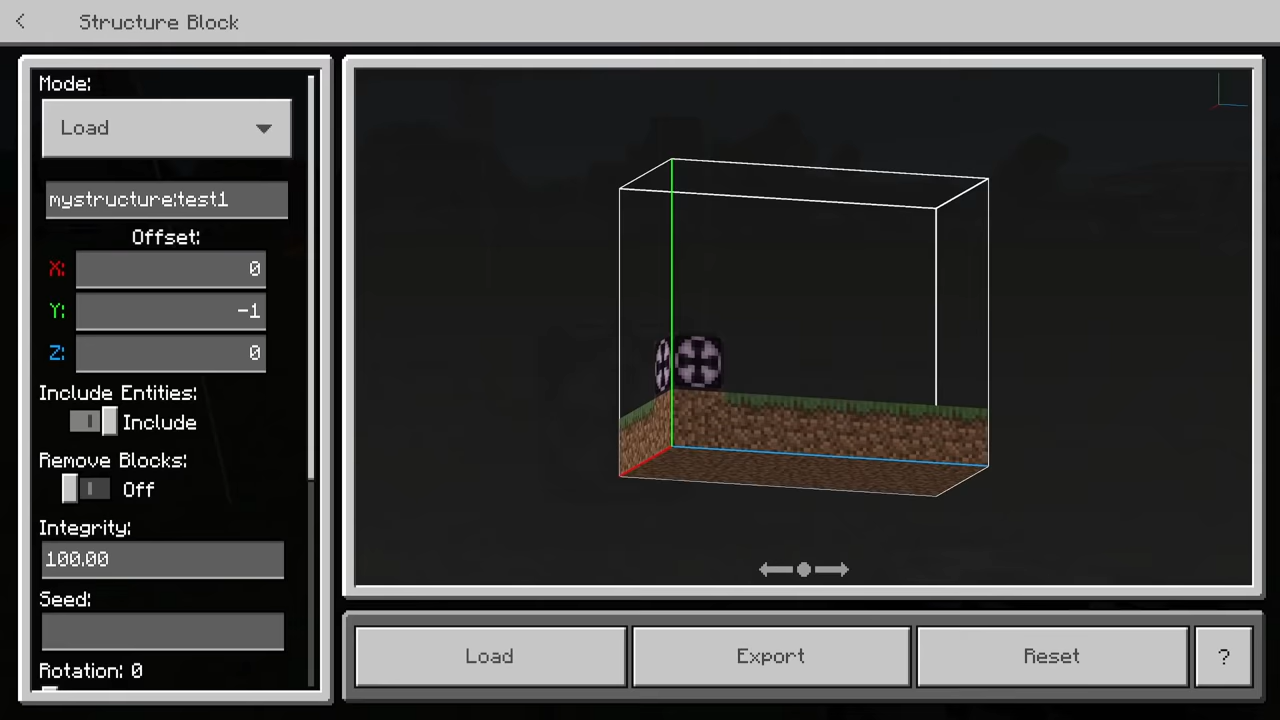 Structure Block
Mode:
Load
mystructure:test1
Offset:
X: 0
Y: -1
Z: 0
Include Entities:
Include
Remove Blocks:
Off
Integrity:
100.00
Seed:
Rotation: 0
Load
Export
Reset
?